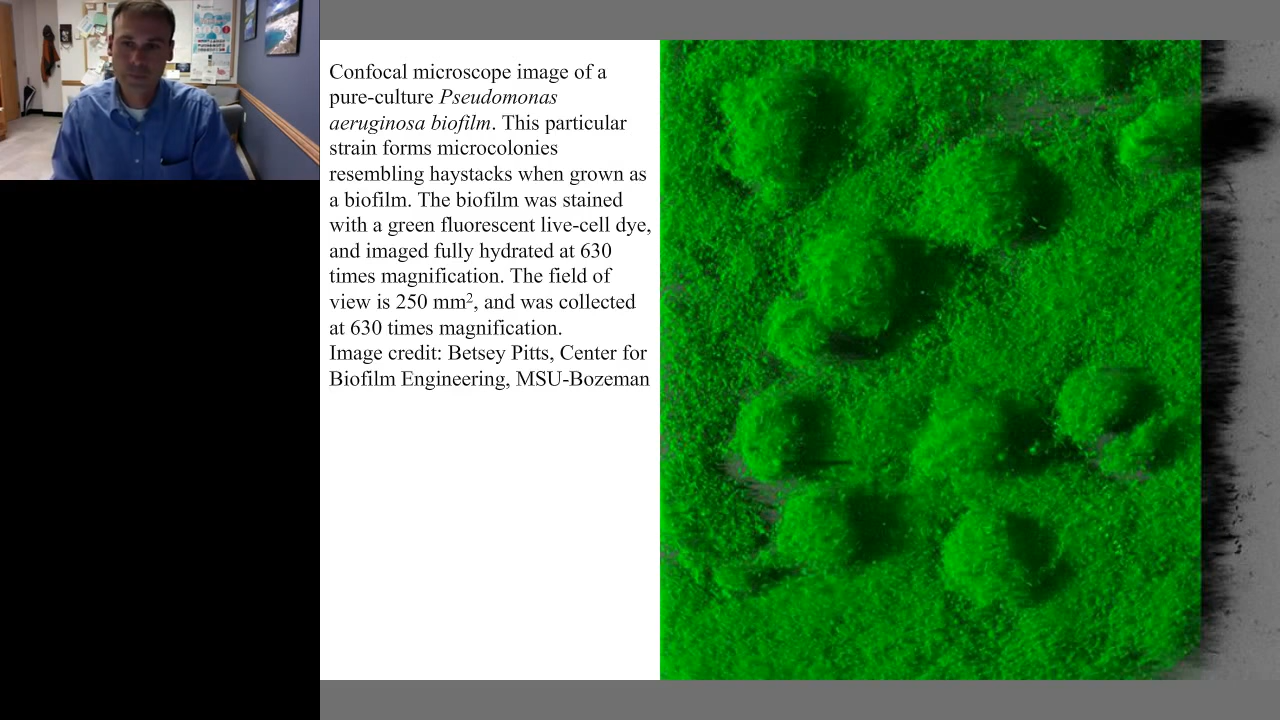 Confocal microscope image of a
pure-culture Pseudomonas
aeruginosa biofilm. This particular
strain forms microcolonies
resembling haystacks when grown as
a biofilm. The biofilm was stained
with a green fluorescent live-cell dye,
and imaged fully hydrated at 630
times magnification. The field of
view is 250 mm², and was collected
at 630 times magnification.
Image credit: Betsey Pitts, Center for
Biofilm Engineering, MSU-Bozeman